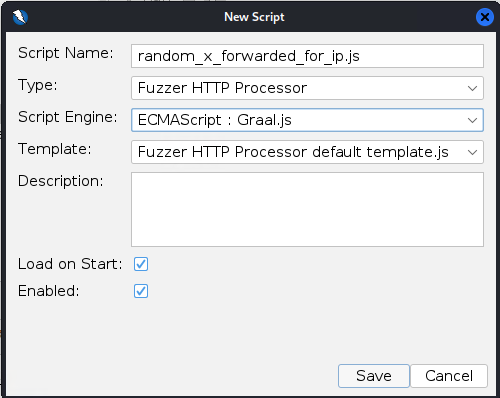 New Script
Script Name: random_x_forwarded_for_ip.js
Type: Fuzzer HTTP Processor
Script Engine: ECMAScript : Graal.js
Template: Fuzzer HTTP Processor default template.js
Description:
Load on Start:
Enabled:
Save Cancel